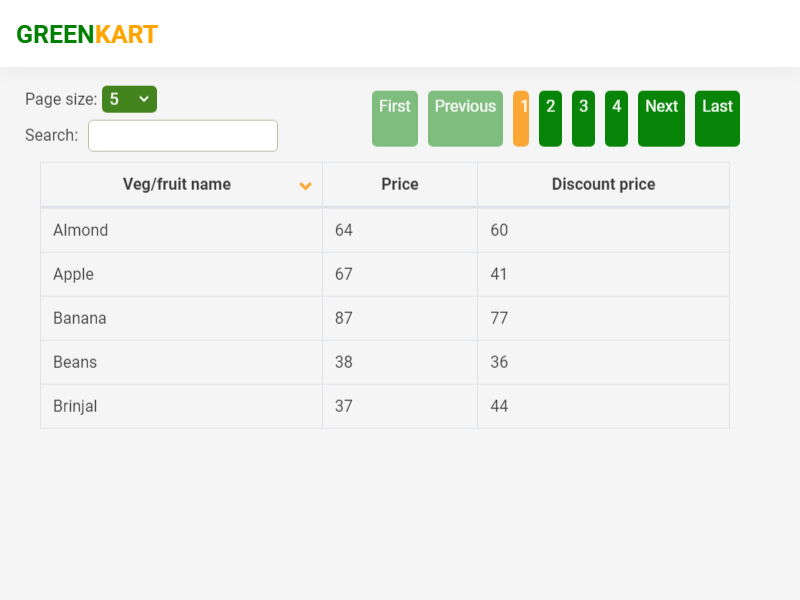 GREENKART
Page size: 5
First Previous 1 2 3 4 Next Last
Search:
Veg/fruit name Price Discount price
Almond 64 60
Apple 67 41
Banana 87 77
Beans 38 36
Brinjal 37 44